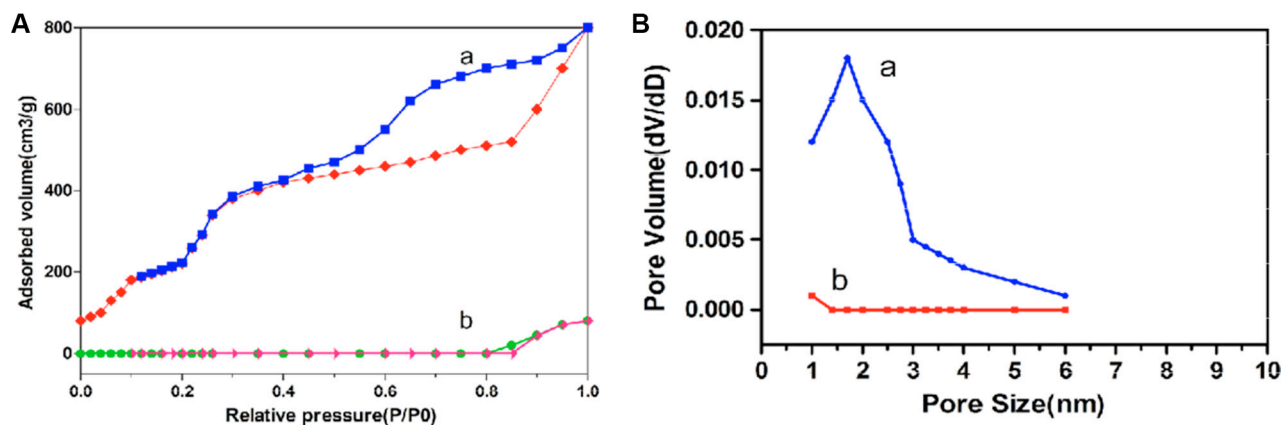 A
800
600
400
200
0
Adsorbed volume(cm3/g)
a
b
0.0 0.2 0.4 0.6 0.8 1.0
Relative pressure(P/P0)
B
0.020
0.015
0.010
0.005
0.000
Pore Volume(dV/dD)
a
b
0 1 2 3 4 5 6 7 8 9 10
Pore Size(nm)